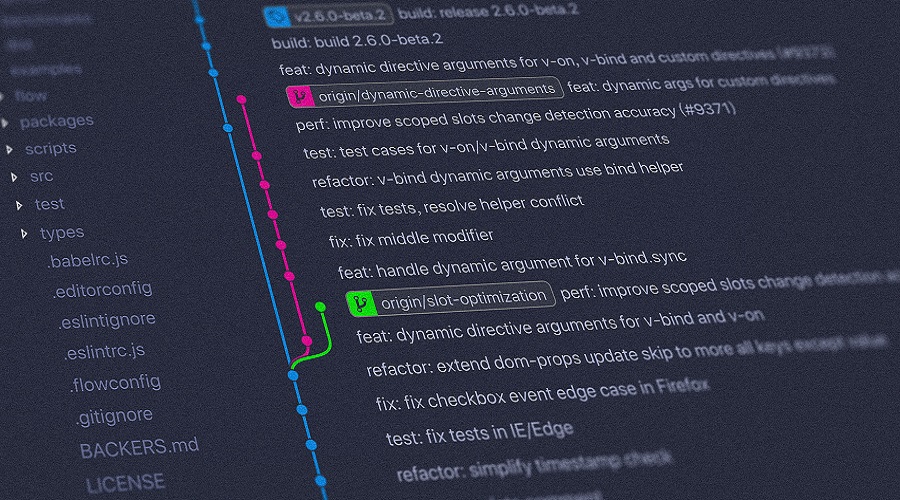 examples
flow
packages
scripts
src
test
types
.babelrc.js
.editorconfig
.eslintignore
.eslintrc.js
.flowconfig
.gitignore
BACKERS.md
LICENSE
v2.6.0-beta.2 build: release 2.6.0-beta.2
build: build 2.6.0-beta.2
feat: dynamic directive arguments for v-on, v-bind and custom directives
origin/dynamic-directive-arguments feat: dynamic args for custom directives
perf: improve scoped slots change detection accuracy (#9371)
test: test cases for v-on/v-bind dynamic arguments
refactor: v-bind dynamic arguments use bind helper
test: fix tests, resolve helper conflict
fix: fix middle modifier
feat: handle dynamic argument for v-bind.sync
origin/slot-optimization perf: improve scoped slots change detection
feat: dynamic directive arguments for v-bind and v-on
refactor: extend dom-props update skip to more all keys except value
fix: fix checkbox event edge case in Firefox
test: fix tests in IE/Edge
refactor: simplify timestamp check